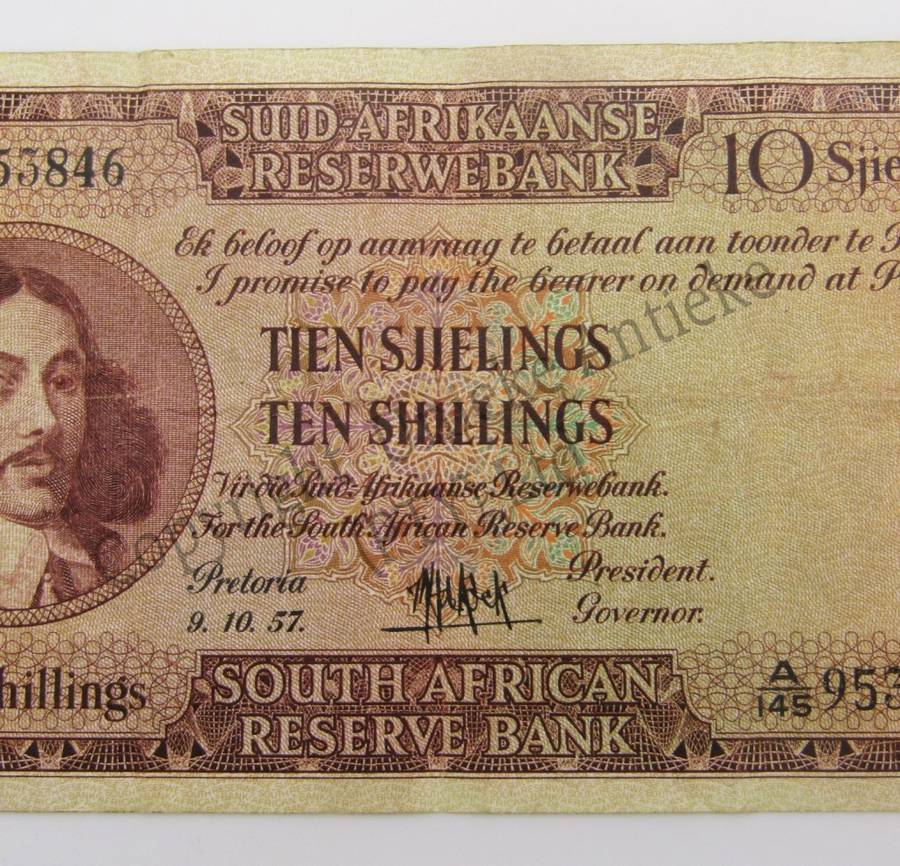 SUID-AFRIKAANSE
RESERWEBANK
53846
10 Sjie
Ek beloof op aanvraag te betaal aan toonder te
I promise to pay the bearer on demand at P
TIEN SJIELINGS
TEN SHILLINGS
Vir die Suid-Afrikaanse Reserwebank.
For the South African Reserve Bank.
Pretoria
9. 10. 57.
President.
Governor.
hillings
SOUTH AFRICAN
RESERVE BANK
A/145 953